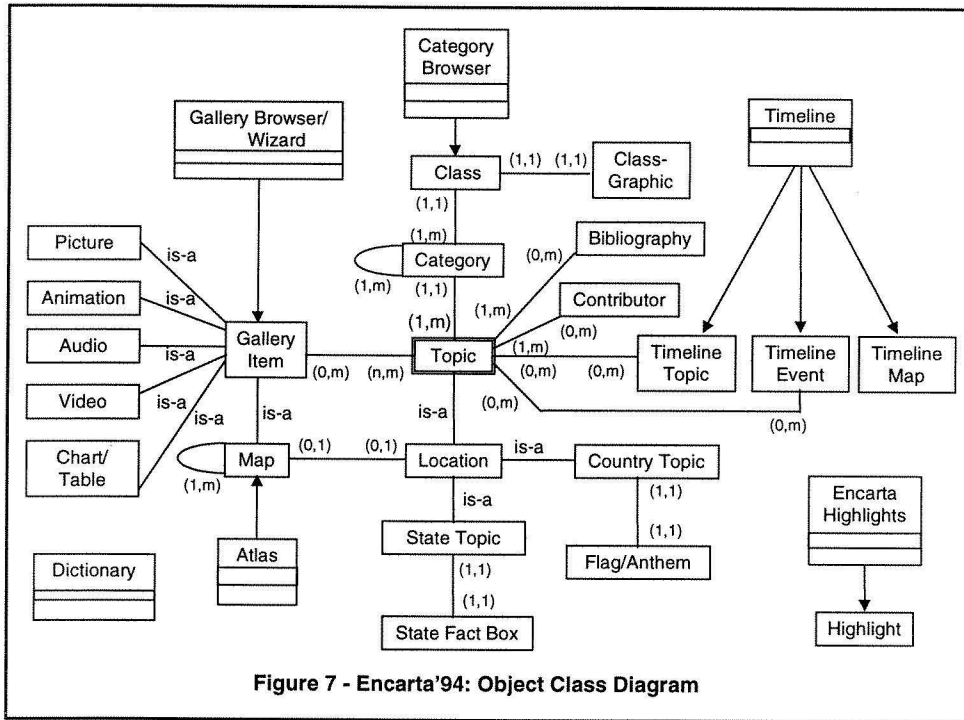 Category
Browser
Gallery Browser/
Wizard
Timeline
Class
(1,1)
(1,1)
Class-
Graphic
(1,1)
(1,m)
Category
(1,m)
(1,1)
(1,m)
Picture
is-a
Animation
is-a
Audio
is-a
Video
is-a
Chart/
Table
is-a
Gallery
Item
(0,m)
(n,m)
Topic
Bibliography
(0,m)
(1,m)
Contributor
(0,m)
(1,m)
(0,m)
(0,m)
Timeline
Topic
Timeline
Event
Timeline
Map
(0,m)
(0,m)
is-a
is-a
Map
(1,m)
(0,1)
(0,1)
Location
is-a
Country Topic
(1,1)
(1,1)
Flag/Anthem
is-a
State Topic
(1,1)
(1,1)
State Fact Box
Encarta
Highlights
Highlight
Dictionary
Atlas
Figure 7 - Encarta'94: Object Class Diagram